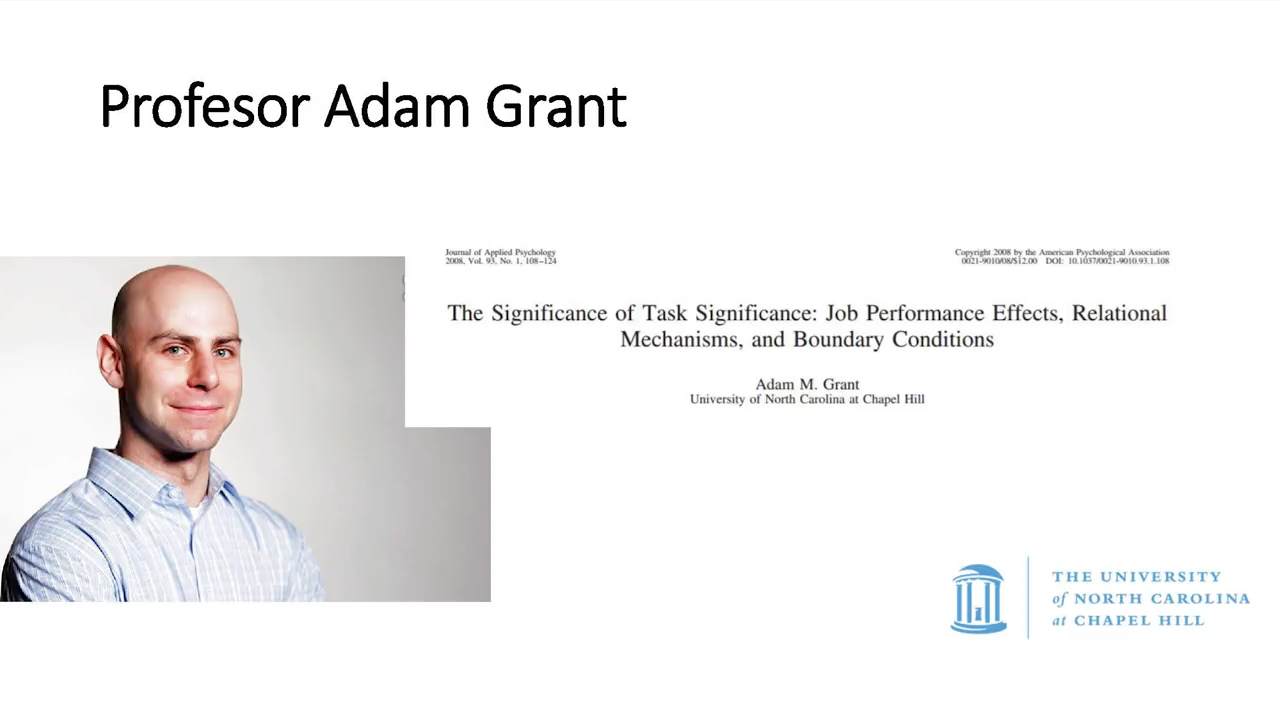 Profesor Adam Grant
Journal of Applied Psychology
2008, Vol. 93, No. 1, 108–124
Copyright 2008 by the American Psychological Association
0021-9010/08/$12.00 DOI: 10.1037/0021-9010.93.1.108
The Significance of Task Significance: Job Performance Effects, Relational
Mechanisms, and Boundary Conditions
Adam M. Grant
University of North Carolina at Chapel Hill
THE UNIVERSITY
of NORTH CAROLINA
at CHAPEL HILL